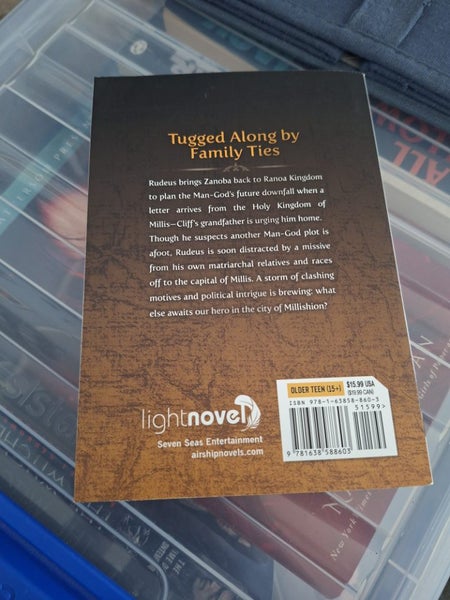 Tugged Along by
Family Ties
Rudeus brings Zanoba back to Ranoa Kingdom
to plan the Man-God's future downfall when a
letter arrives from the Holy Kingdom of
Millis—Cliff's grandfather is urging him home.
Though he suspects another Man-God plot is
afoot, Rudeus is soon distracted by a missive
from his own matriarchal relatives and races
off to the capital of Millis. A storm of clashing
motives and political intrigue is brewing: what
else awaits our hero in the city of Millishion?
OLDER TEEN (15+)
$15.99 USA
($19.99 CAN)
ISBN 978-1-63858-860-3
51599>
9 781638 588603
lightnovel
Seven Seas Entertainment
airshipnovels.com
ALL
New York Times